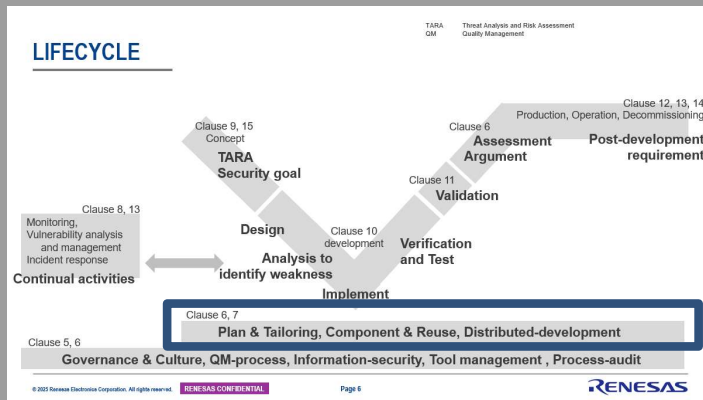 TARA Threat Analysis and Risk Assessment
QM Quality Management
LIFECYCLE
Clause 9, 15
Concept
TARA
Security goal
Design
Analysis to
identify weakness
Clause 10
development
Implement
Verification
and Test
Clause 11
Validation
Clause 6
Assessment
Argument
Clause 12, 13, 14
Production, Operation, Decommissioning
Post-development
requirement
Clause 8, 13
Monitoring,
Vulnerability analysis
and management
Incident response
Continual activities
Clause 6, 7
Plan & Tailoring, Component & Reuse, Distributed-development
Clause 5, 6
Governance & Culture, QM-process, Information-security, Tool management , Process-audit
© 2025 Renesas Electronics Corporation. All rights reserved. RENESAS CONFIDENTIAL Page 6 RENESAS